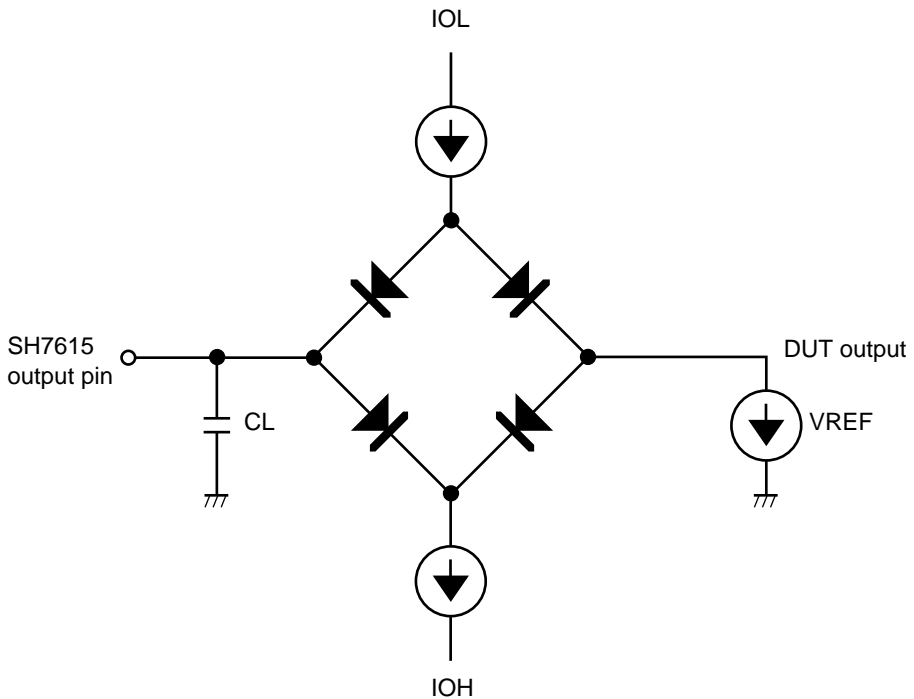 IOL
SH7615
output pin
DUT output
CL
VREF
IOH